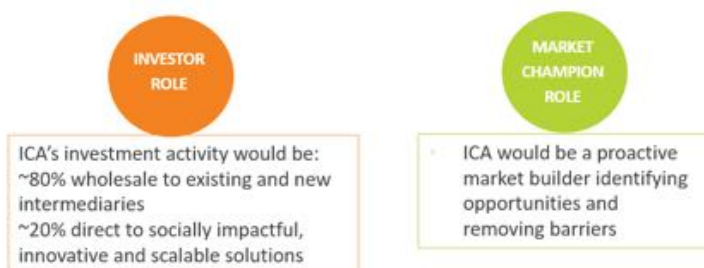 INVESTOR
ROLE
ICA's investment activity would be:
~80% wholesale to existing and new
intermediaries
~20% direct to socially impactful,
innovative and scalable solutions
MARKET
CHAMPION
ROLE
ICA would be a proactive
market builder identifying
opportunities and
removing barriers